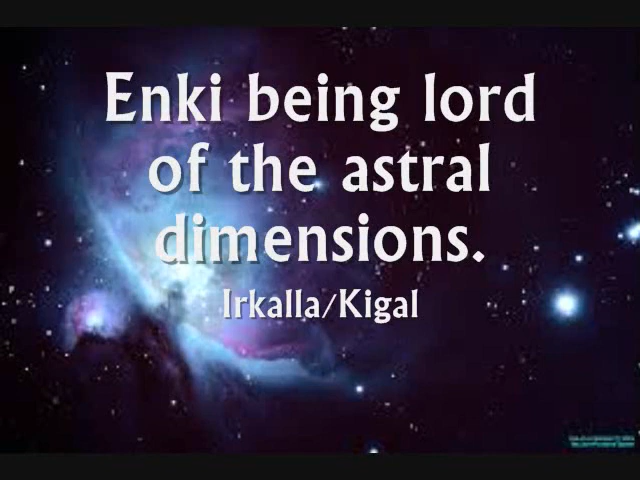 Enki being lord
of the astral
dimensions.
Irkalla/Kigal